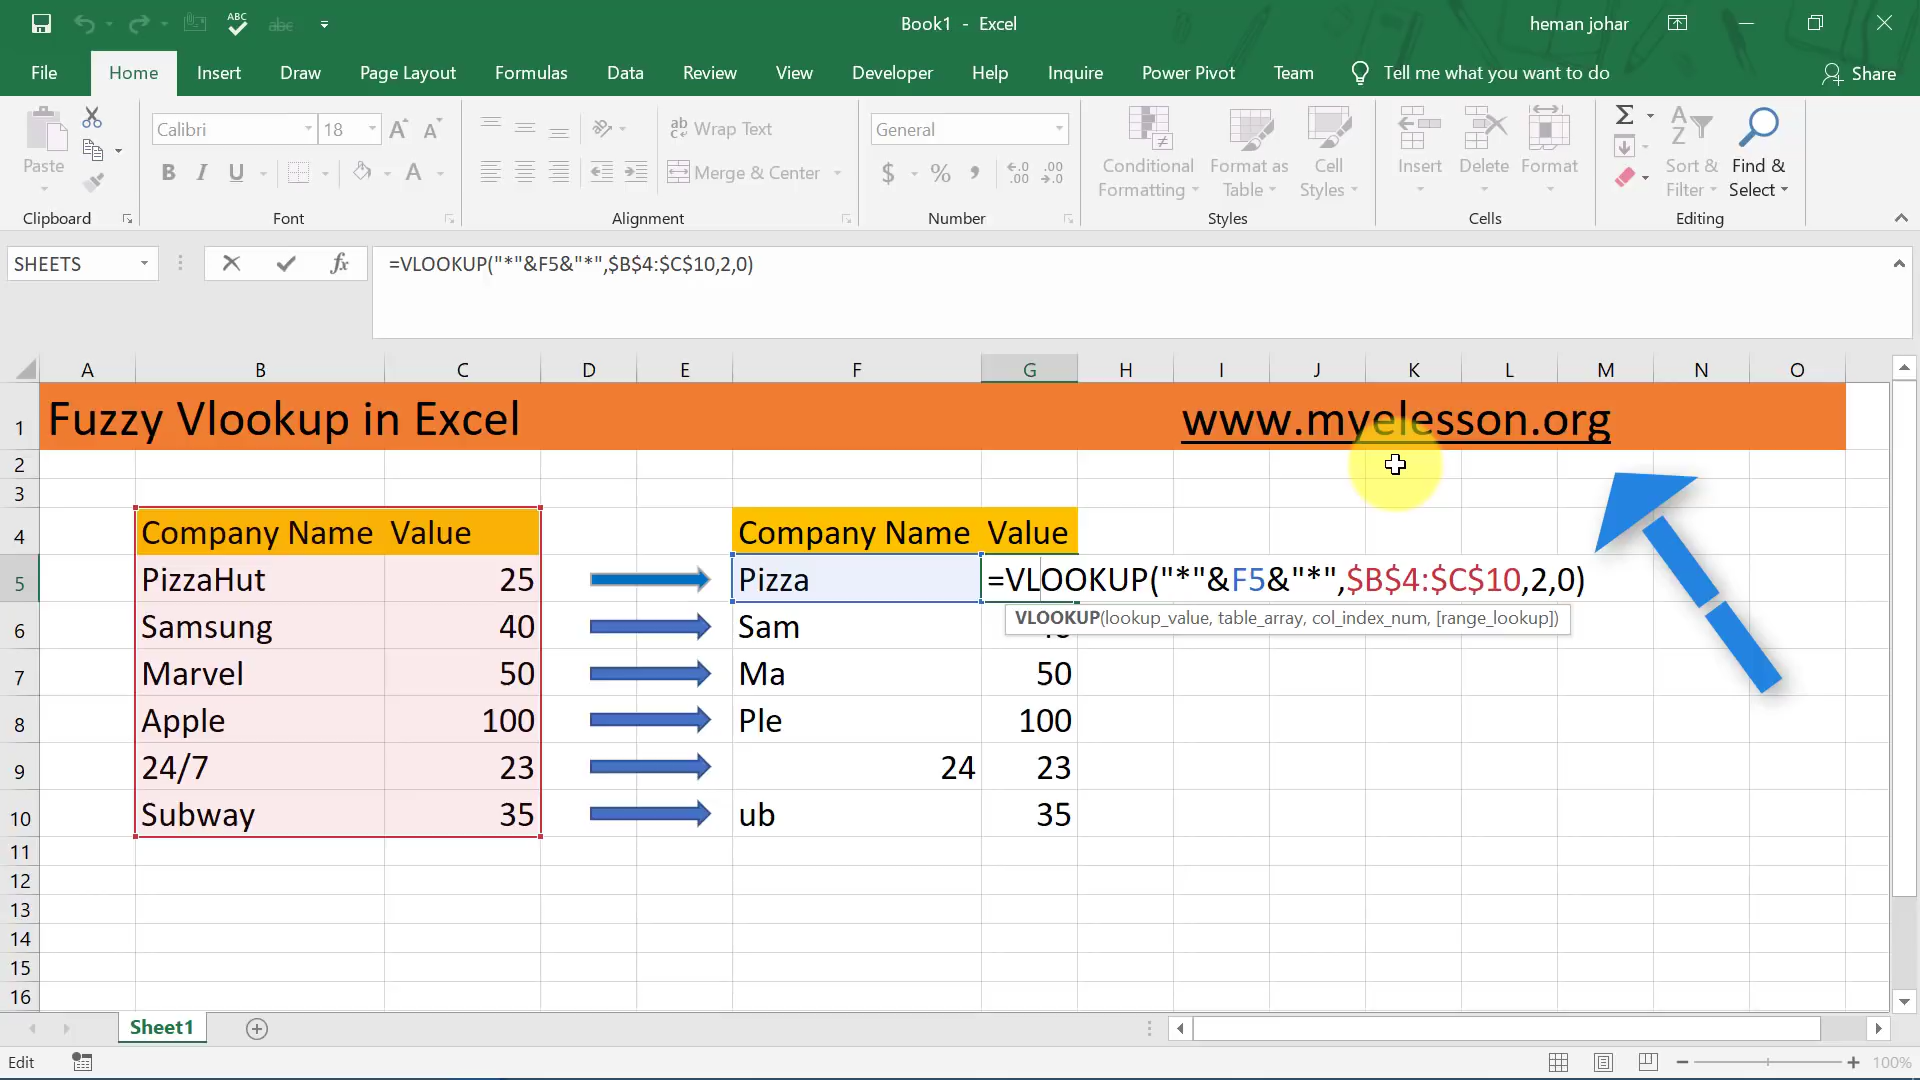 ABC
abc
Book1 - Excel
heman johar
File Home Insert Draw Page Layout Formulas Data Review View Developer Help Inquire Power Pivot Team Tell me what you want to do Share
Paste
Clipboard
Calibri 18 A A
B I U A
Font
ab Wrap Text
Merge & Center
Alignment
General
$ % , .00 .00
Number
Conditional Formatting
Format as Table
Cell Styles
Styles
Insert Delete Format
Cells
Σ
Sort & Filter
Find & Select
Editing
SHEETS fx =VLOOKUP("*"&F5&"*",$B$4:$C$10,2,0)
A B C D E F G H I J K L M N O
1 Fuzzy Vlookup in Excel www.myelesson.org
2
3
4 Company Name Value Company Name Value
5 PizzaHut 25 Pizza =VLOOKUP("*"&F5&"*",$B$4:$C$10,2,0)
VLOOKUP(lookup_value, table_array, col_index_num, [range_lookup])
6 Samsung 40 Sam
7 Marvel 50 Ma 50
8 Apple 100 Ple 100
9 24/7 23 24 23
10 Subway 35 ub 35
11
12
13
14
15
16
Sheet1
Edit 100%